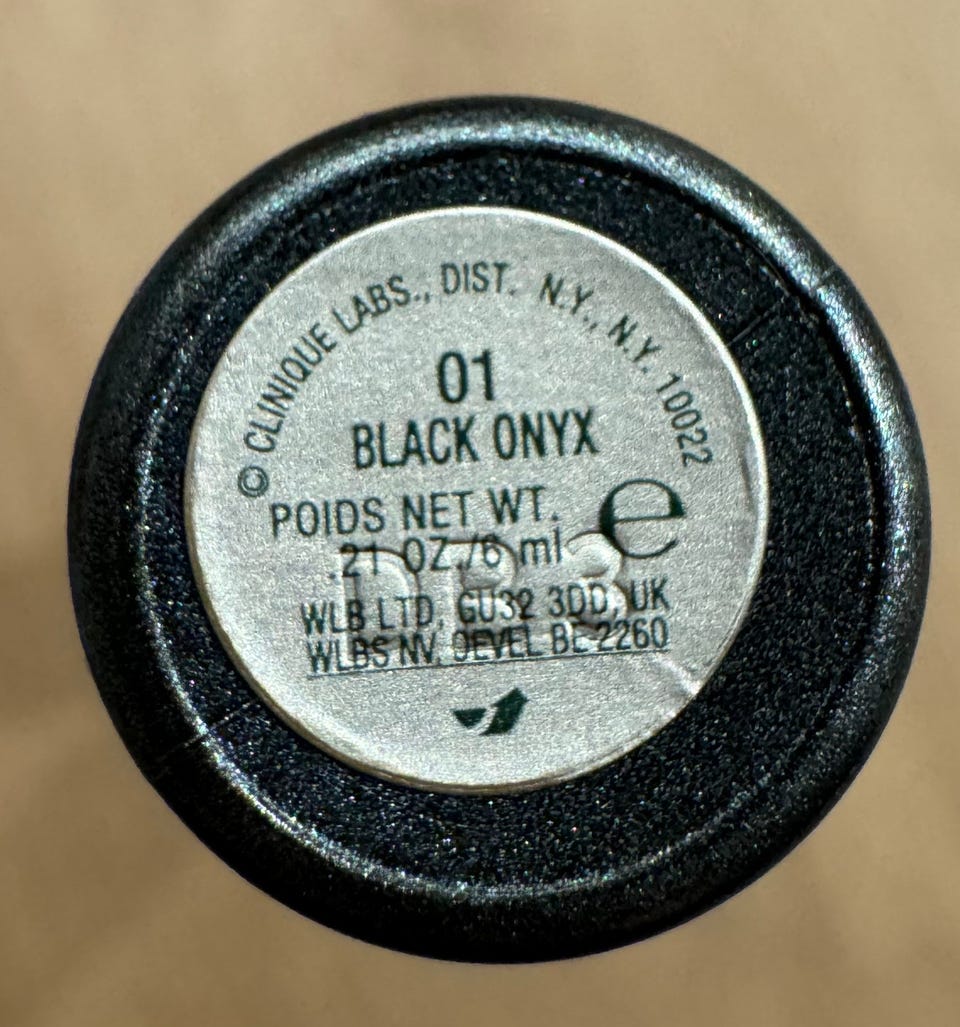 © CLINIQUE LABS., DIST. N.Y., N.Y. 10022
01
BLACK ONYX
POIDS NET WT. e
.21 OZ./6 ml
WLB LTD, GU32 3DD, UK
WLBS NV, OEVEL BE-2260